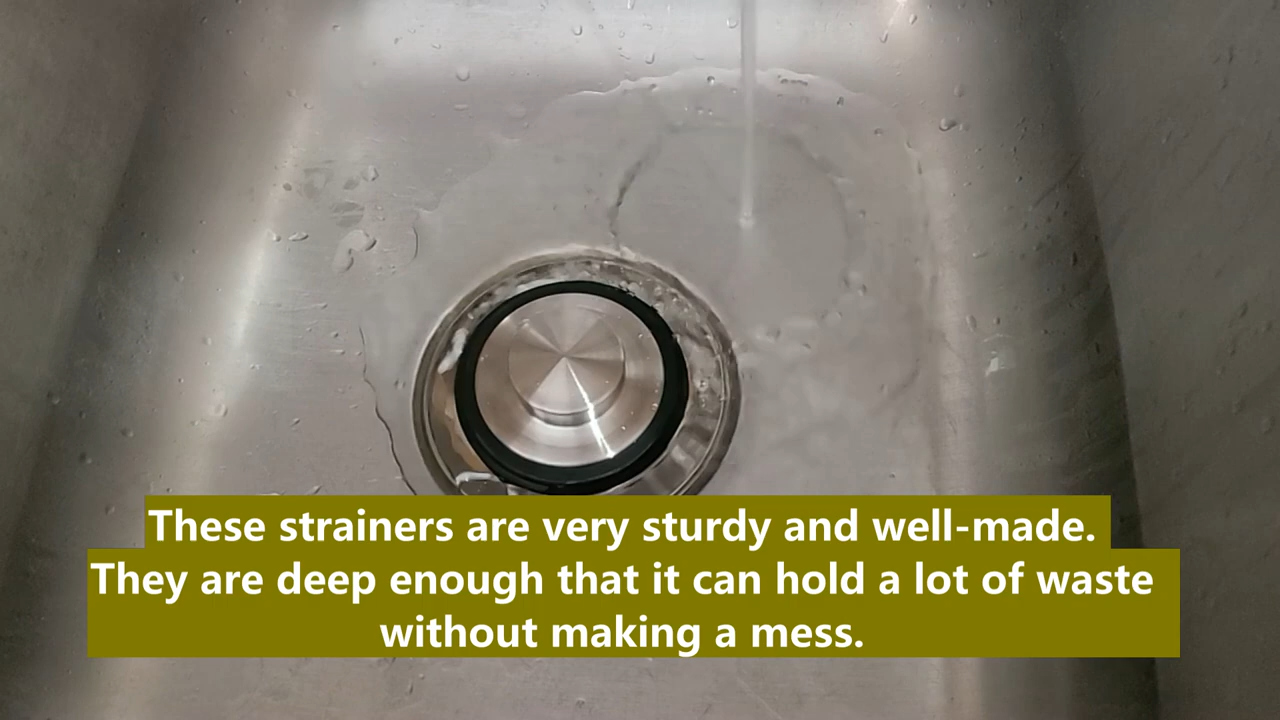 These strainers are very sturdy and well-made.
They are deep enough that it can hold a lot of waste
without making a mess.